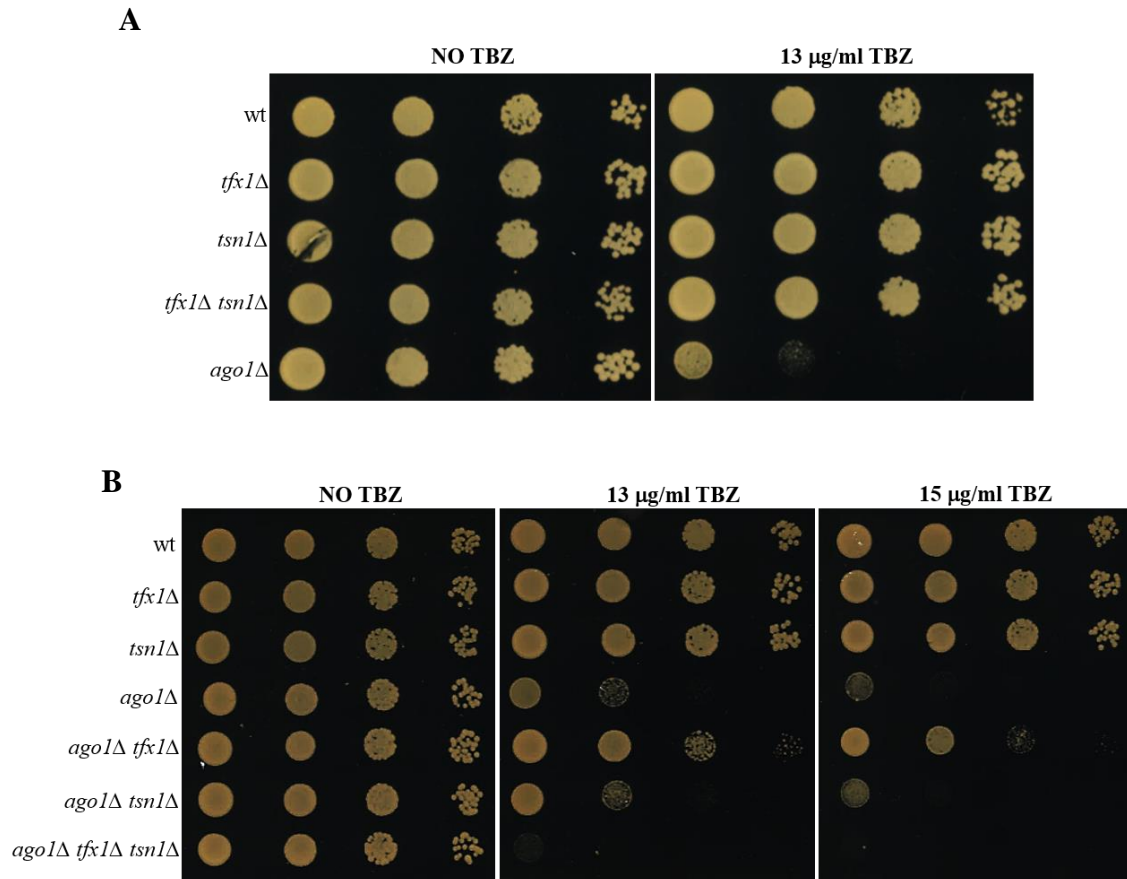 A
NO TBZ 13 μg/ml TBZ
wt
tfx1Δ
tsn1Δ
tfx1Δ tsn1Δ
ago1Δ
B
NO TBZ 13 μg/ml TBZ 15 μg/ml TBZ
wt
tfx1Δ
tsn1Δ
ago1Δ
ago1Δ tfx1Δ
ago1Δ tsn1Δ
ago1Δ tfx1Δ tsn1Δ